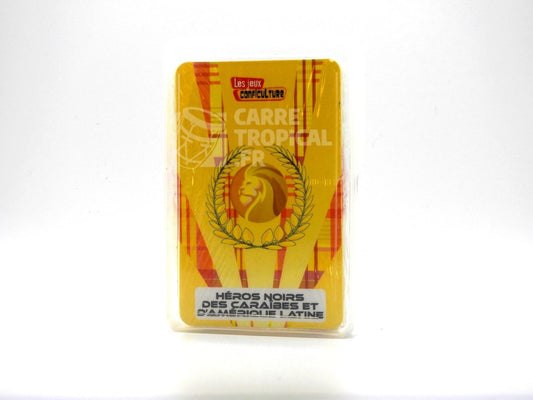 Les jeux
CONFICULTURE
CARRE
TROPICAL
.FR
HÉROS NOIRS
DES CARAÏBES ET
D'AMÉRIQUE LATINE